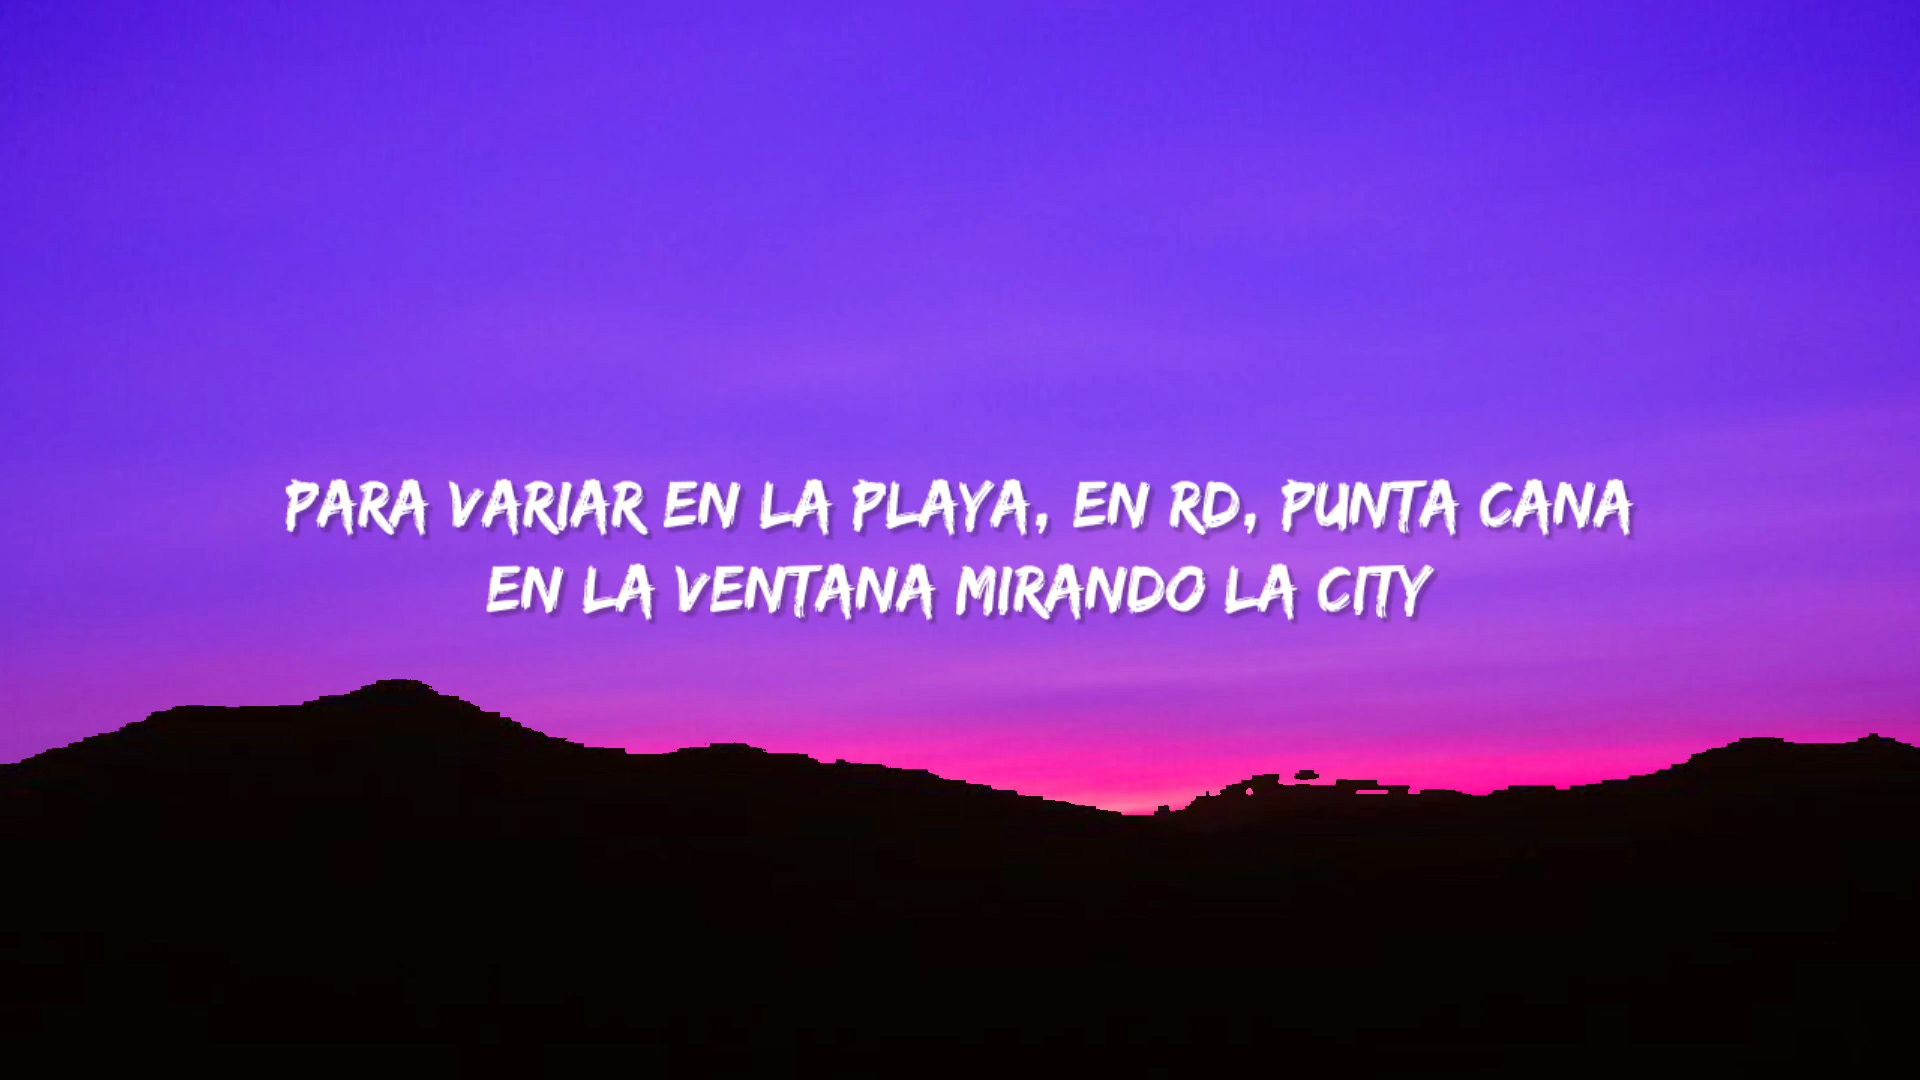 PARA VARIAR EN LA PLAYA, EN RD, PUNTA CANA
EN LA VENTANA MIRANDO LA CITY